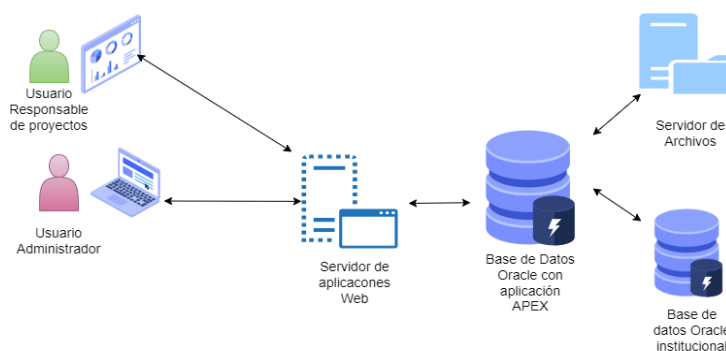 Usuario
Responsable
de proyectos
Usuario
Administrador
Servidor de
aplicacones
Web
Base de Datos
Oracle con
aplicación
APEX
Servidor de
Archivos
Base de
datos Oracle
institucional